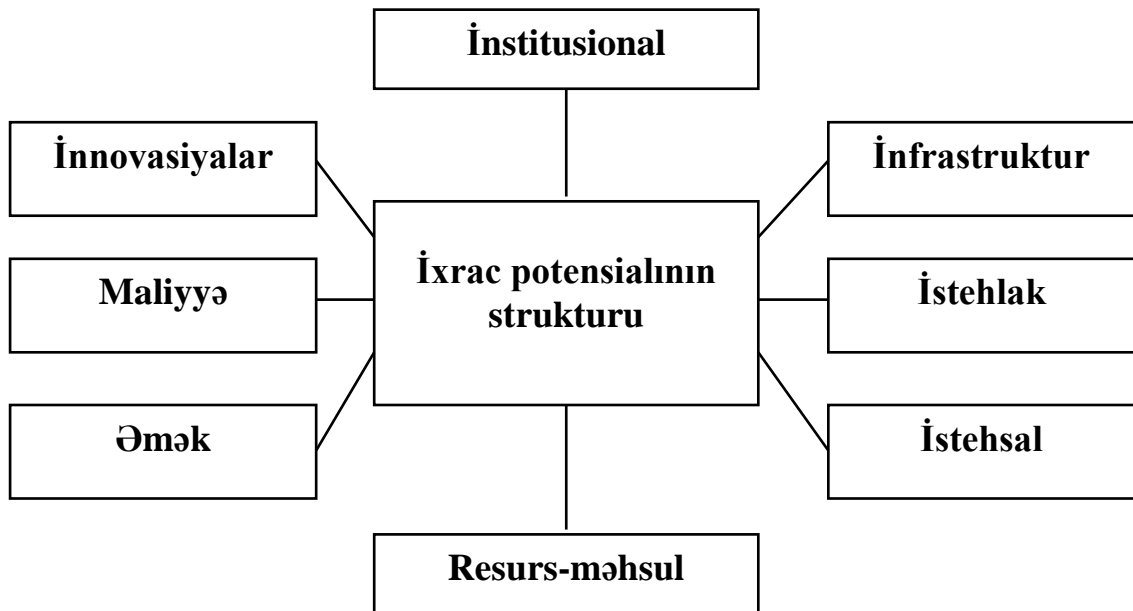 İnstitusional
İnnovasiyalar
İnfrastruktur
İxrac potensialının
strukturu
Maliyyə
İstehlak
Əmək
İstehsal
Resurs-məhsul